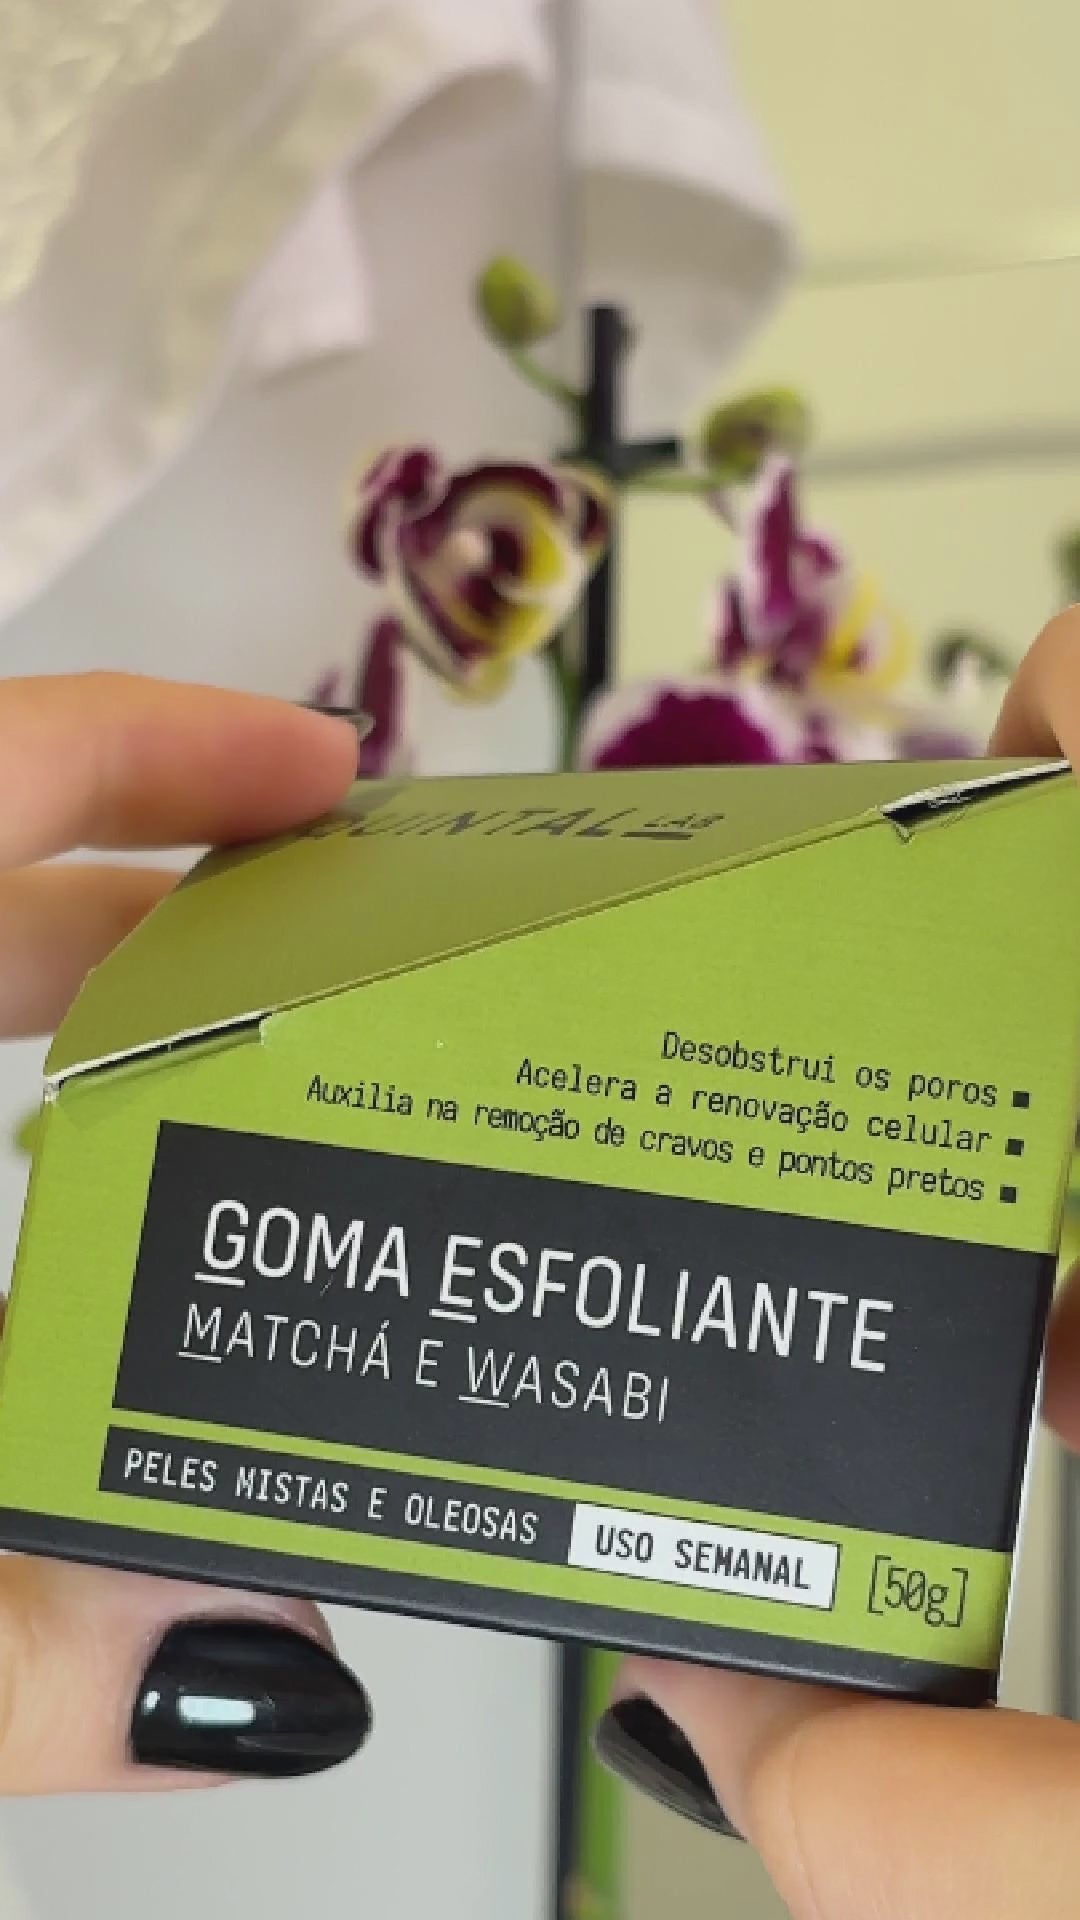 QUINTAL LAB
Desobstrui os poros
Acelera a renovação celular
Auxilia na remoção de cravos e pontos pretos
GOMA ESFOLIANTE
MATCHÁ E WASABI
PELES MISTAS E OLEOSAS USO SEMANAL [50g]